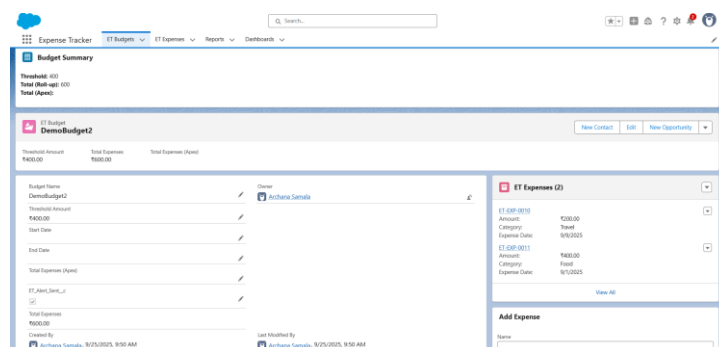 Search...
Expense Tracker ET Budgets ET Expenses Reports Dashboards
Budget Summary
Threshold: 400
Total (Roll-up): 600
Total (Apex):
ET Budget
DemoBudget2
New Contact Edit New Opportunity
Threshold Amount Total Expenses Total Expenses (Apex)
₹400.00 ₹600.00
Budget Name Owner
DemoBudget2 Archana Samala
Threshold Amount
₹400.00
Start Date
End Date
Total Expenses (Apex)
ET_Alert_Sent__c
Total Expenses
₹600.00
Created By Last Modified By
Archana Samala, 9/25/2025, 9:50 AM Archana Samala, 9/25/2025, 9:50 AM
ET Expenses (2)
ET-EXP-0010
Amount: ₹200.00
Category: Travel
Expense Date: 9/9/2025
ET-EXP-0011
Amount: ₹400.00
Category: Food
Expense Date: 9/1/2025
View All
Add Expense
Name